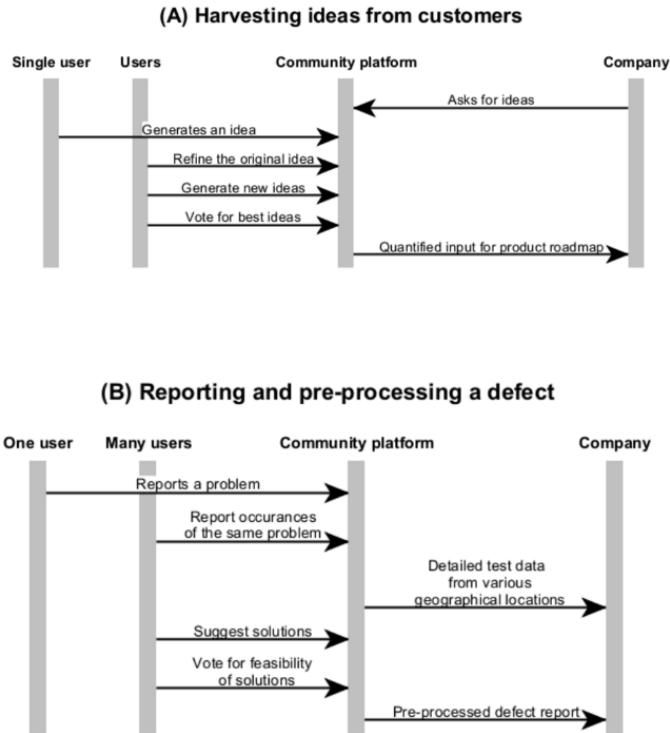 (A) Harvesting ideas from customers
Single user Users Community platform Company
Asks for ideas
Generates an idea
Refine the original idea
Generate new ideas
Vote for best ideas
Quantified input for product roadmap
(B) Reporting and pre-processing a defect
One user Many users Community platform Company
Reports a problem
Report occurances
of the same problem
Detailed test data
from various
geographical locations
Suggest solutions
Vote for feasibility
of solutions
Pre-processed defect report